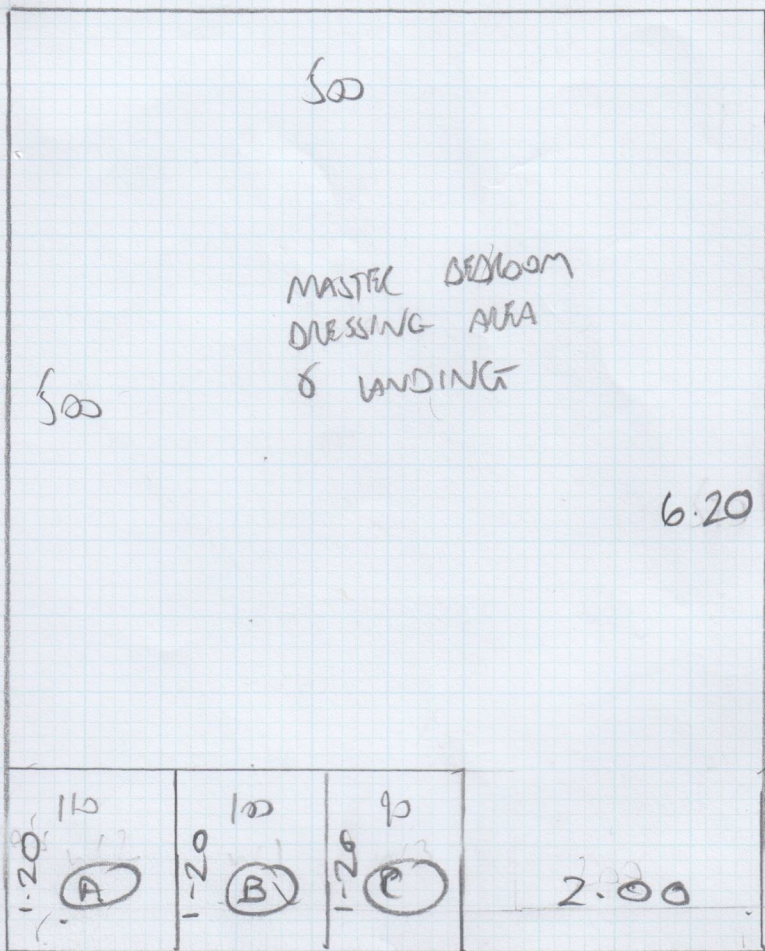 500
MASTER BEDROOM
DRESSING AREA
& LANDING
500
6.20
110
100
90
1.20
1-20
1-20
A
B
C
2.00